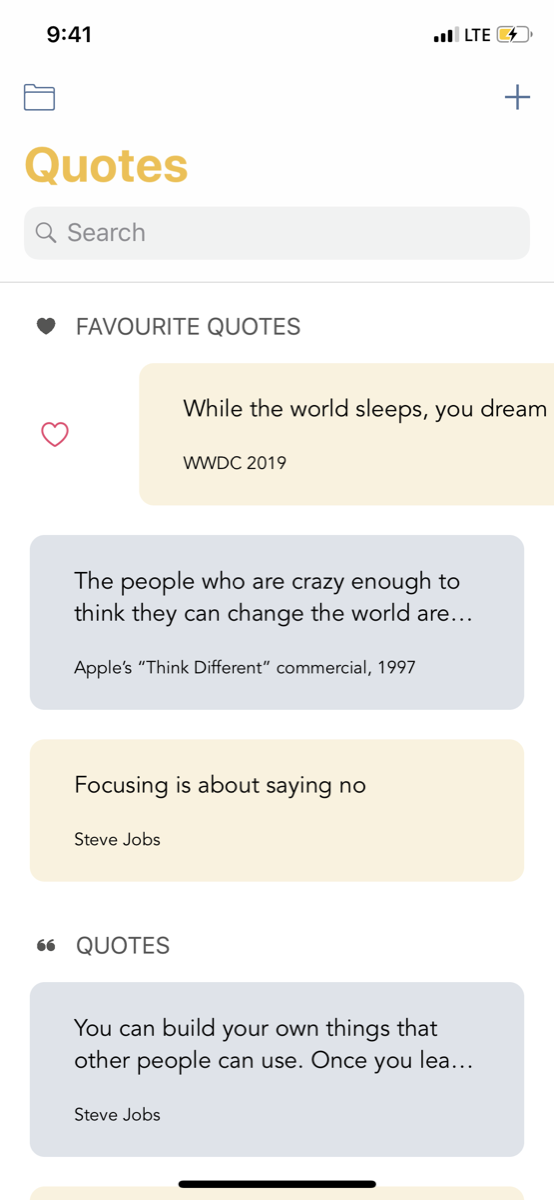 9:41
LTE
Quotes
Search
FAVOURITE QUOTES
While the world sleeps, you dream
WWDC 2019
The people who are crazy enough to
think they can change the world are…
Apple’s “Think Different” commercial, 1997
Focusing is about saying no
Steve Jobs
QUOTES
You can build your own things that
other people can use. Once you lea…
Steve Jobs